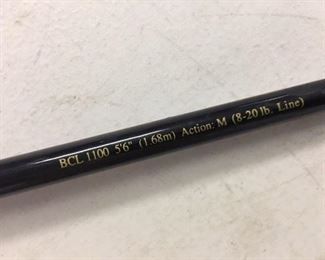 BCL 1100 5'6" (1.68m) Action: M (8-20 lb. Line)